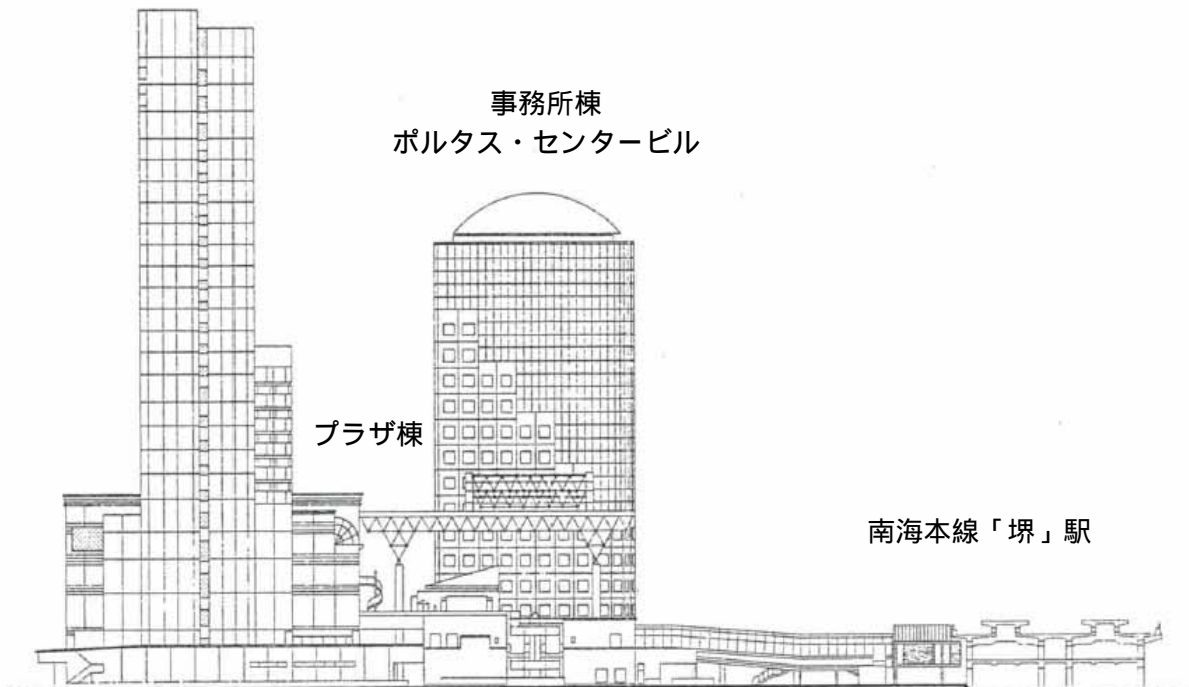 事務所棟
ポルタス・センタービル
プラザ棟
南海本線「堺」駅